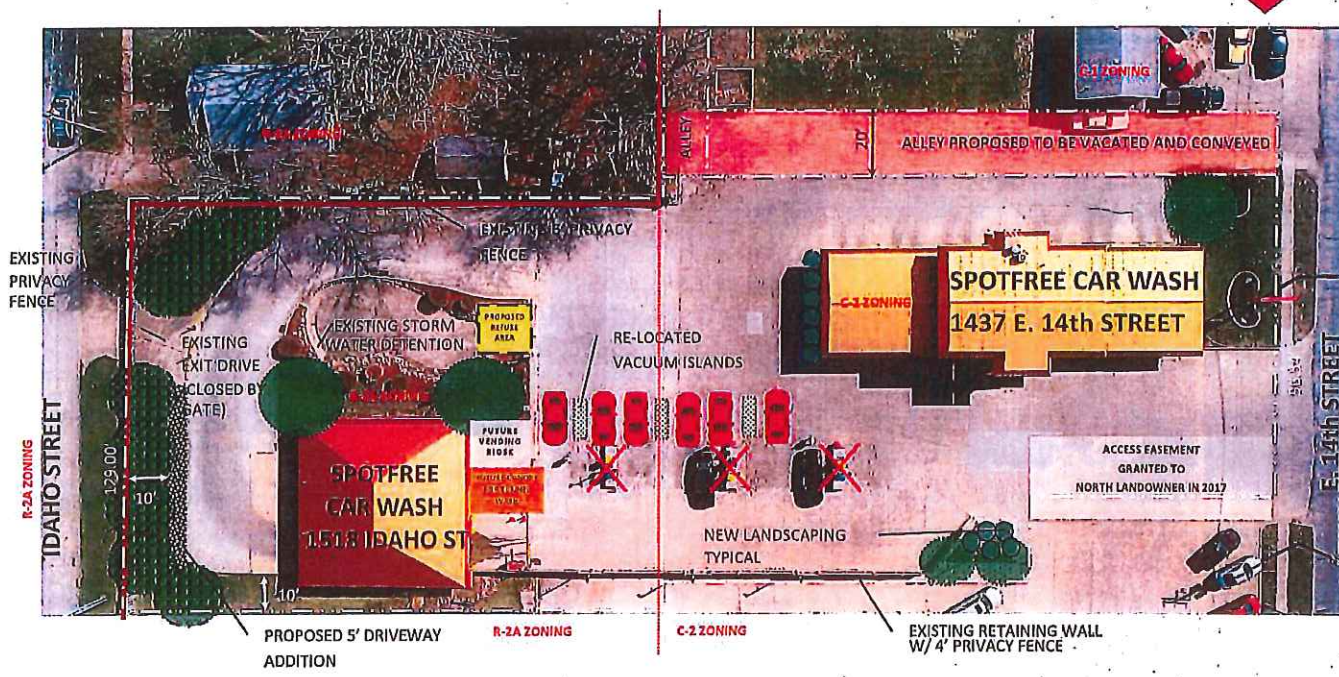 C-1 ZONING
ALLEY
20'
ALLEY PROPOSED TO BE VACATED AND CONVEYED
ZONING
EXISTING 6' PRIVACY
FENCE
EXISTING
PRIVACY
FENCE
EXISTING
EXIT DRIVE
(CLOSED BY
GATE)
EXISTING STORM
WATER DETENTION
PROPOSED
REFUSE
AREA
RE-LOCATED
VACUUM ISLANDS
C-2 ZONING
SPOTFREE CAR WASH
1437 E. 14th STREET
E. 14th STREET
R-2A ZONING
IDAHO STREET
129.00'
10'
ZONING
FUTURE
VENDING
KIOSK
SPOTFREE
CAR WASH
1518 IDAHO ST
ACCESS EASEMENT
GRANTED TO
NORTH LANDOWNER IN 2017
NEW LANDSCAPING
TYPICAL
10'
PROPOSED 5' DRIVEWAY
ADDITION
R-2A ZONING
C-2 ZONING
EXISTING RETAINING WALL
W/ 4' PRIVACY FENCE